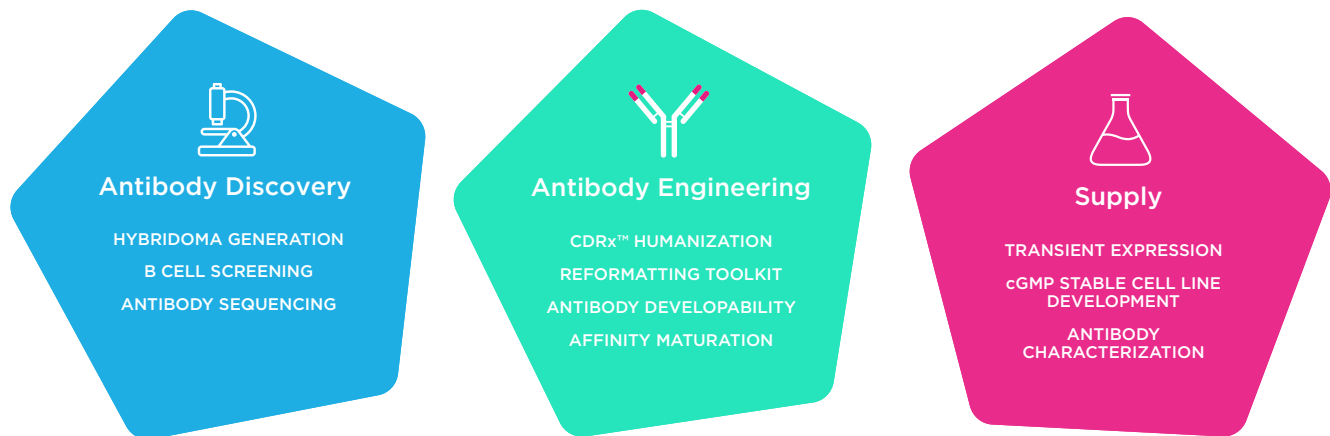 Antibody Discovery
HYBRIDOMA GENERATION
B CELL SCREENING
ANTIBODY SEQUENCING
Antibody Engineering
CDRx™ HUMANIZATION
REFORMATTING TOOLKIT
ANTIBODY DEVELOPABILITY
AFFINITY MATURATION
Supply
TRANSIENT EXPRESSION
cGMP STABLE CELL LINE
DEVELOPMENT
ANTIBODY
CHARACTERIZATION